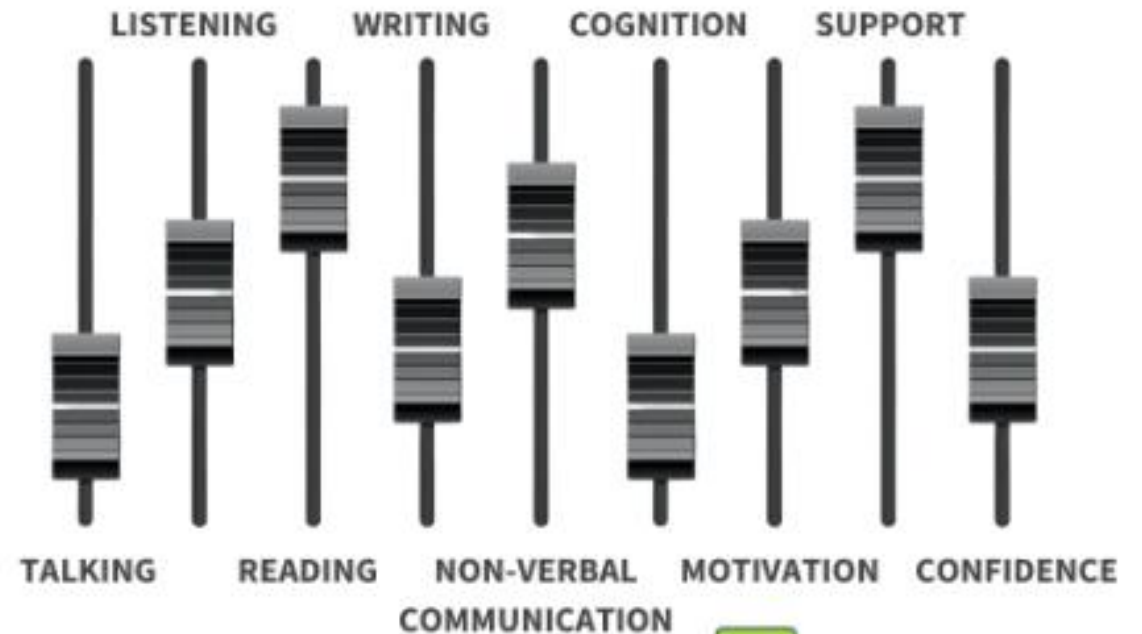 LISTENING WRITING COGNITION SUPPORT
TALKING READING NON-VERBAL MOTIVATION CONFIDENCE
COMMUNICATION